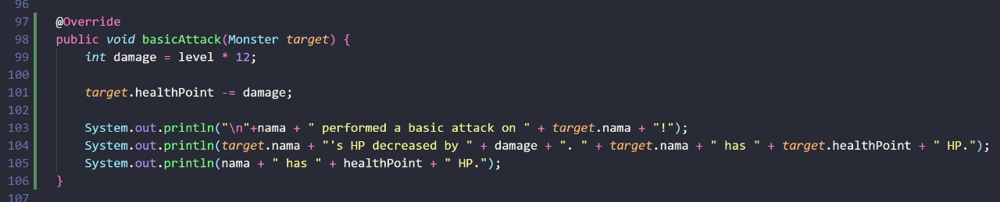 96
97 @Override
98 public void basicAttack(Monster target) {
99 int damage = level * 12;
100
101 target.healthPoint -= damage;
102
103 System.out.println("\n"+nama + " performed a basic attack on " + target.nama + "!");
104 System.out.println(target.nama + "'s HP decreased by " + damage + ". " + target.nama + " has " + target.healthPoint + " HP.");
105 System.out.println(nama + " has " + healthPoint + " HP.");
106 }
107